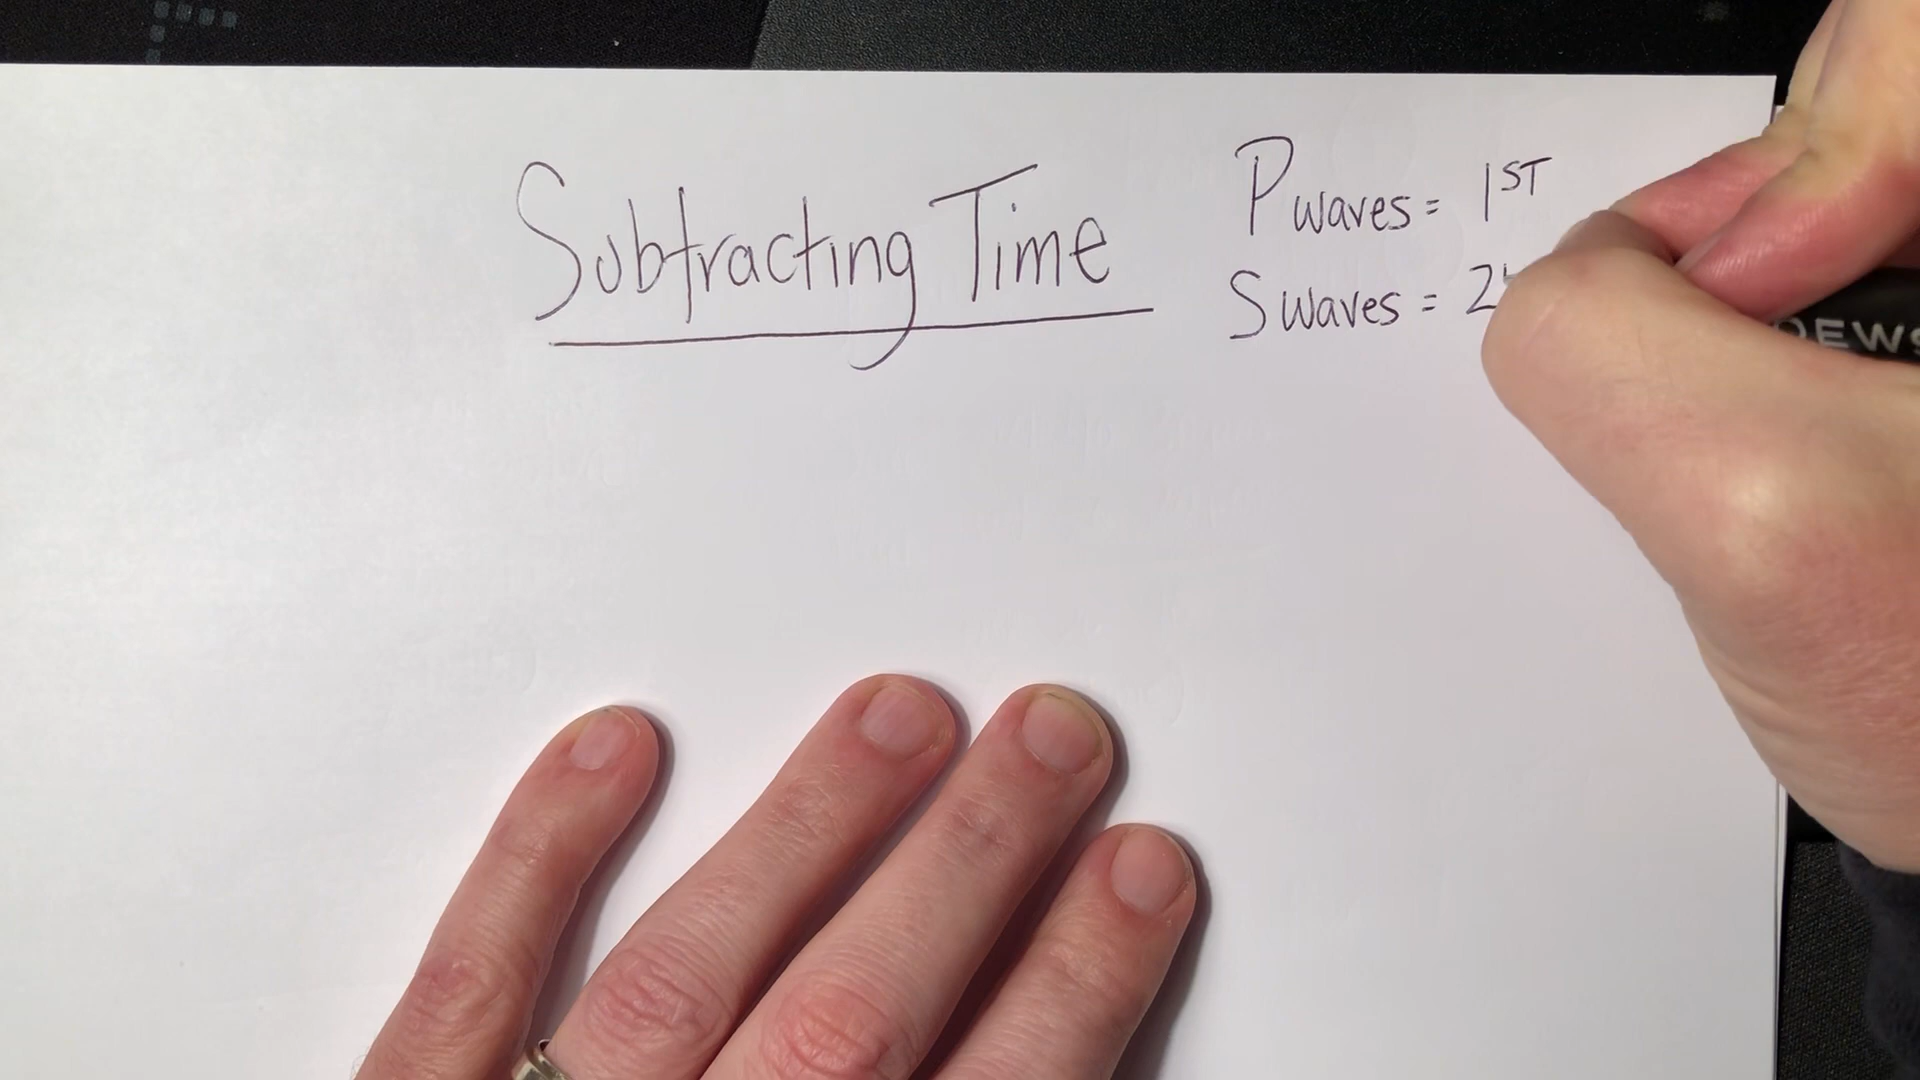 Subtracting Time
P waves = 1ST
S waves = 2